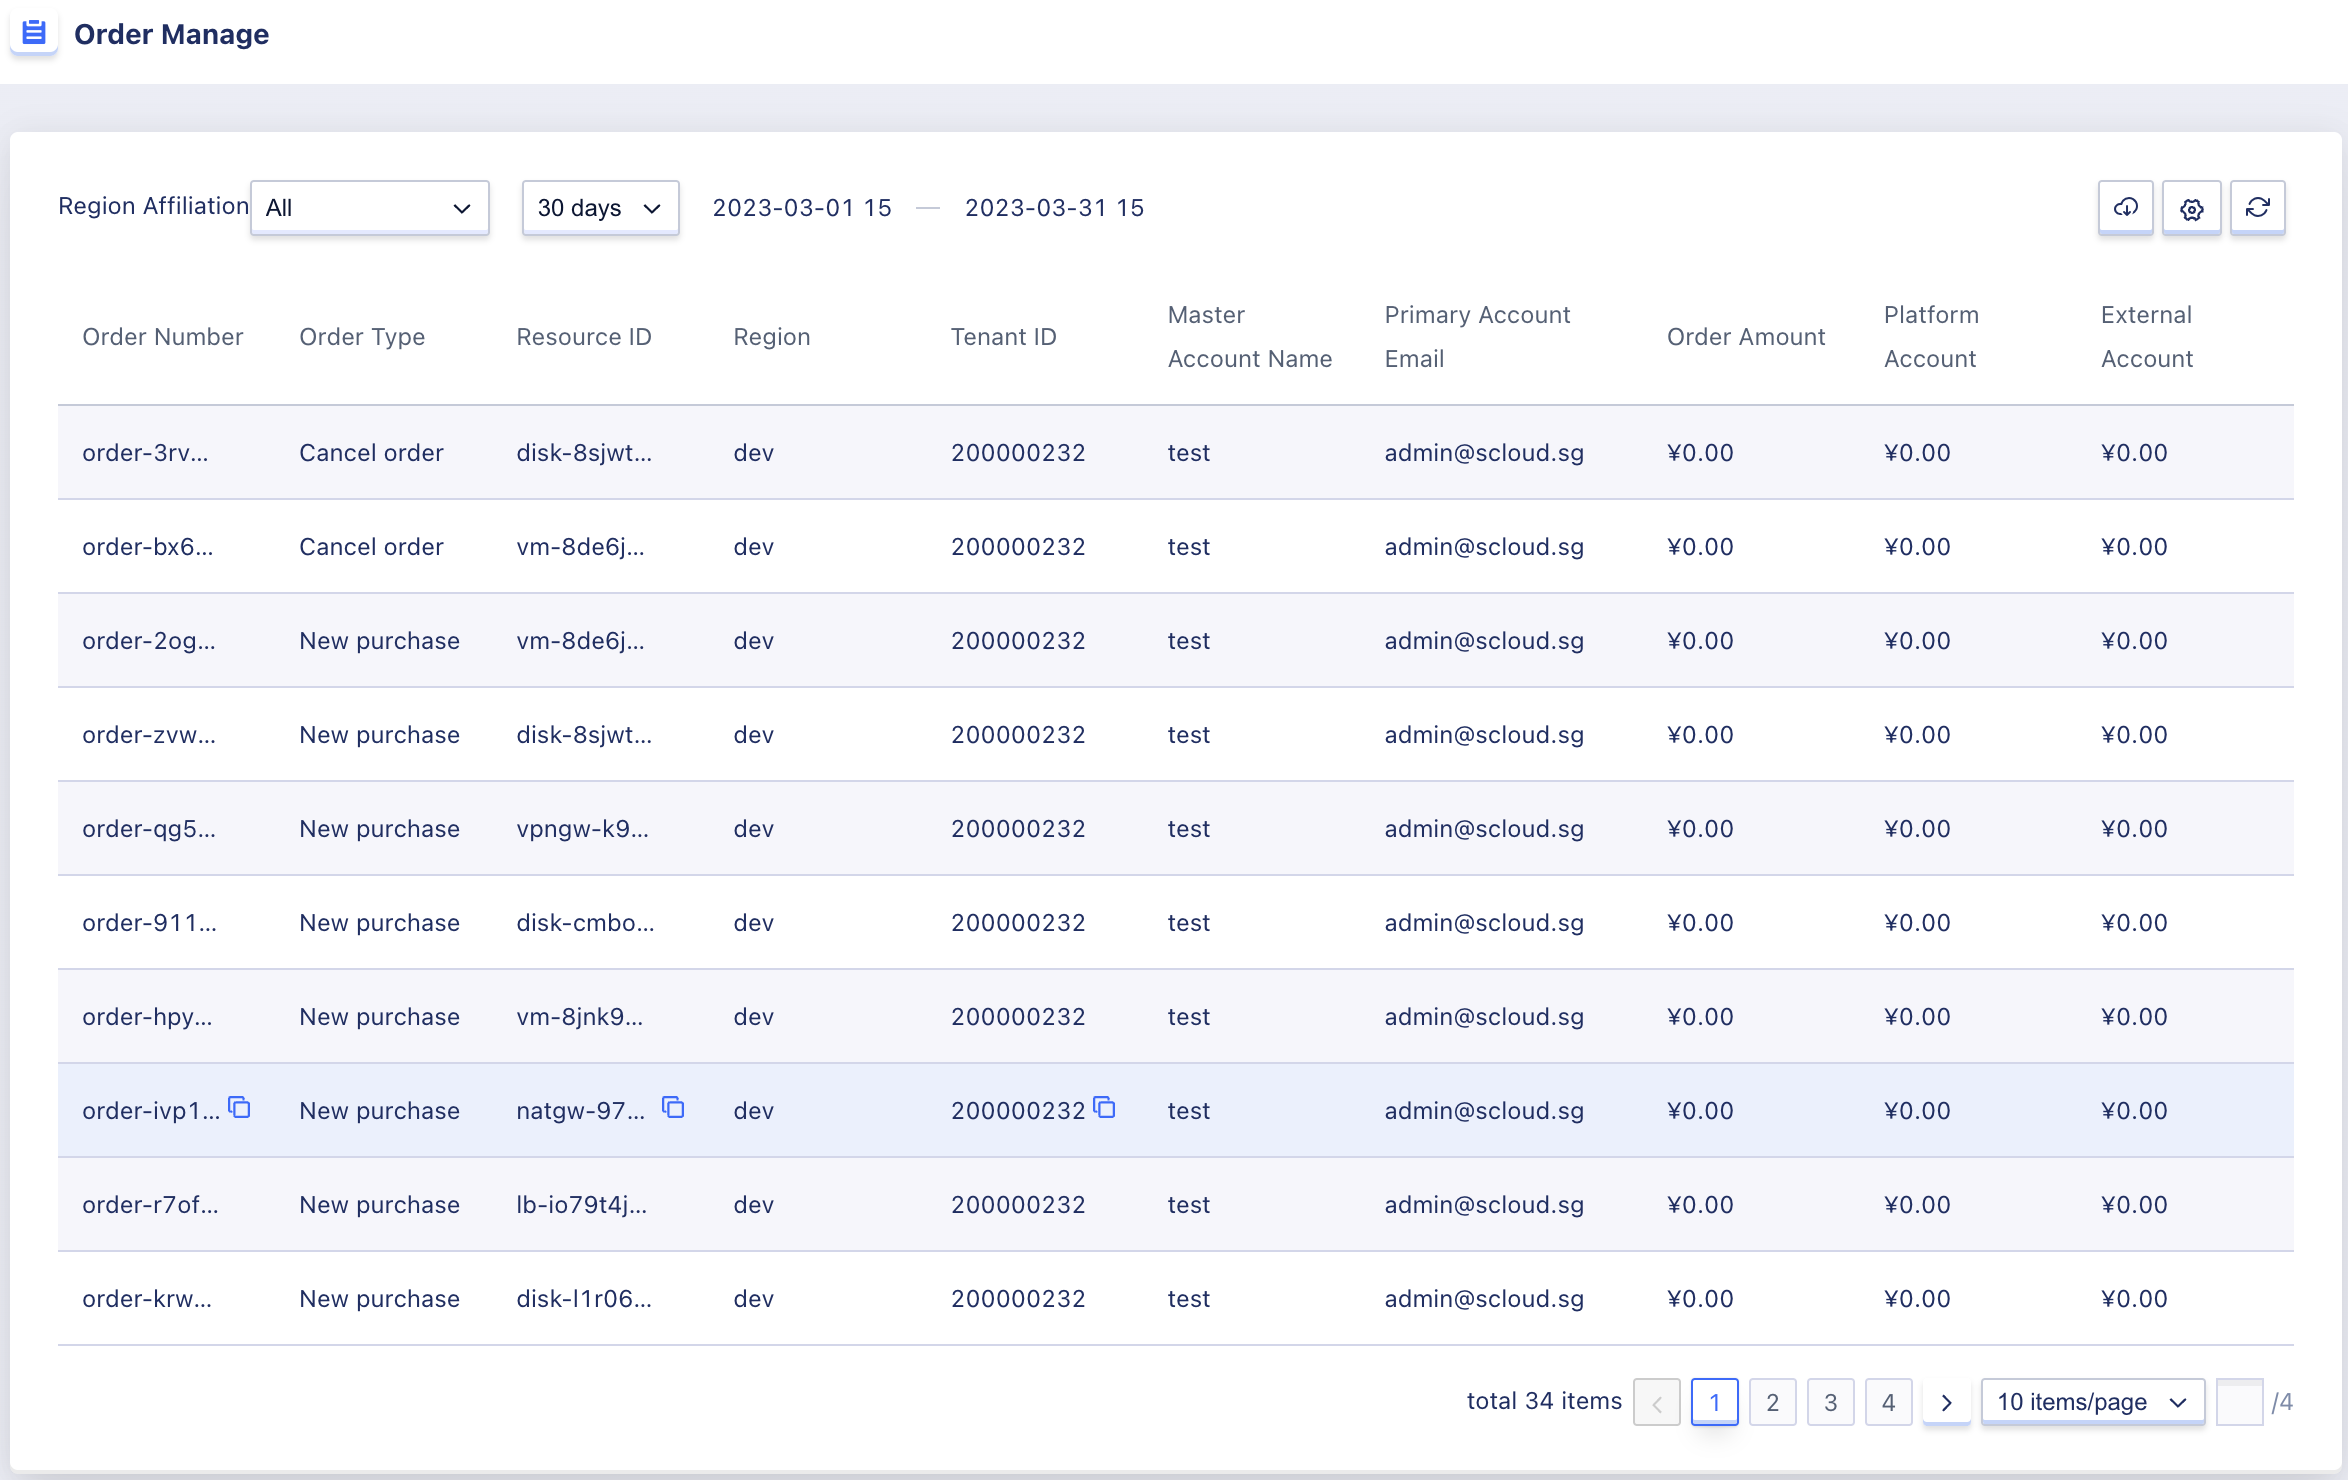 Order Manage
Region Affiliation All 30 days 2023-03-01 15 — 2023-03-31 15
Order Number Order Type Resource ID Region Tenant ID Master Account Name Primary Account Email Order Amount Platform Account External Account
order-3rv... Cancel order disk-8sjwt... dev 200000232 test admin@scloud.sg ¥0.00 ¥0.00 ¥0.00
order-bx6... Cancel order vm-8de6j... dev 200000232 test admin@scloud.sg ¥0.00 ¥0.00 ¥0.00
order-2og... New purchase vm-8de6j... dev 200000232 test admin@scloud.sg ¥0.00 ¥0.00 ¥0.00
order-zvw... New purchase disk-8sjwt... dev 200000232 test admin@scloud.sg ¥0.00 ¥0.00 ¥0.00
order-qg5... New purchase vpngw-k9... dev 200000232 test admin@scloud.sg ¥0.00 ¥0.00 ¥0.00
order-911... New purchase disk-cmbo... dev 200000232 test admin@scloud.sg ¥0.00 ¥0.00 ¥0.00
order-hpy... New purchase vm-8jnk9... dev 200000232 test admin@scloud.sg ¥0.00 ¥0.00 ¥0.00
order-ivp1... New purchase natgw-97... dev 200000232 test admin@scloud.sg ¥0.00 ¥0.00 ¥0.00
order-r7of... New purchase lb-io79t4j... dev 200000232 test admin@scloud.sg ¥0.00 ¥0.00 ¥0.00
order-krw... New purchase disk-l1r06... dev 200000232 test admin@scloud.sg ¥0.00 ¥0.00 ¥0.00
total 34 items 1 2 3 4 10 items/page /4